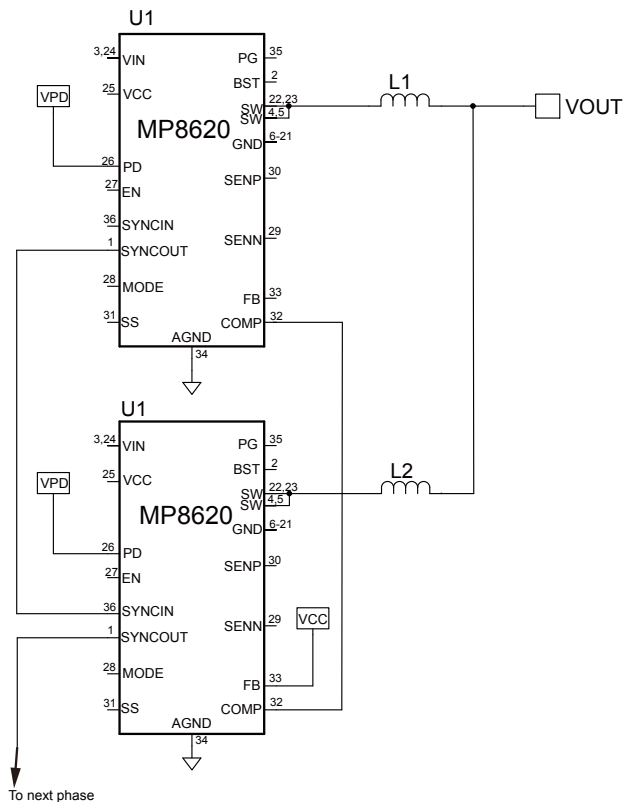 U1
3,24 VIN PG 35
BST 2
VPD 25 VCC L1
SW 22,23
SW 4,5 VOUT
MP8620
GND 6-21
26 PD SENP 30
27 EN
36 SYNCIN
1 SYNCOUT SENN 29
28 MODE
FB 33
31 SS COMP 32
AGND
34
U1
3,24 VIN PG 35
BST 2
VPD 25 VCC L2
SW 22,23
SW 4,5
MP8620
GND 6-21
26 PD SENP 30
27 EN
36 SYNCIN
1 SYNCOUT SENN 29 VCC
28 MODE
FB 33
31 SS COMP 32
AGND
34
To next phase